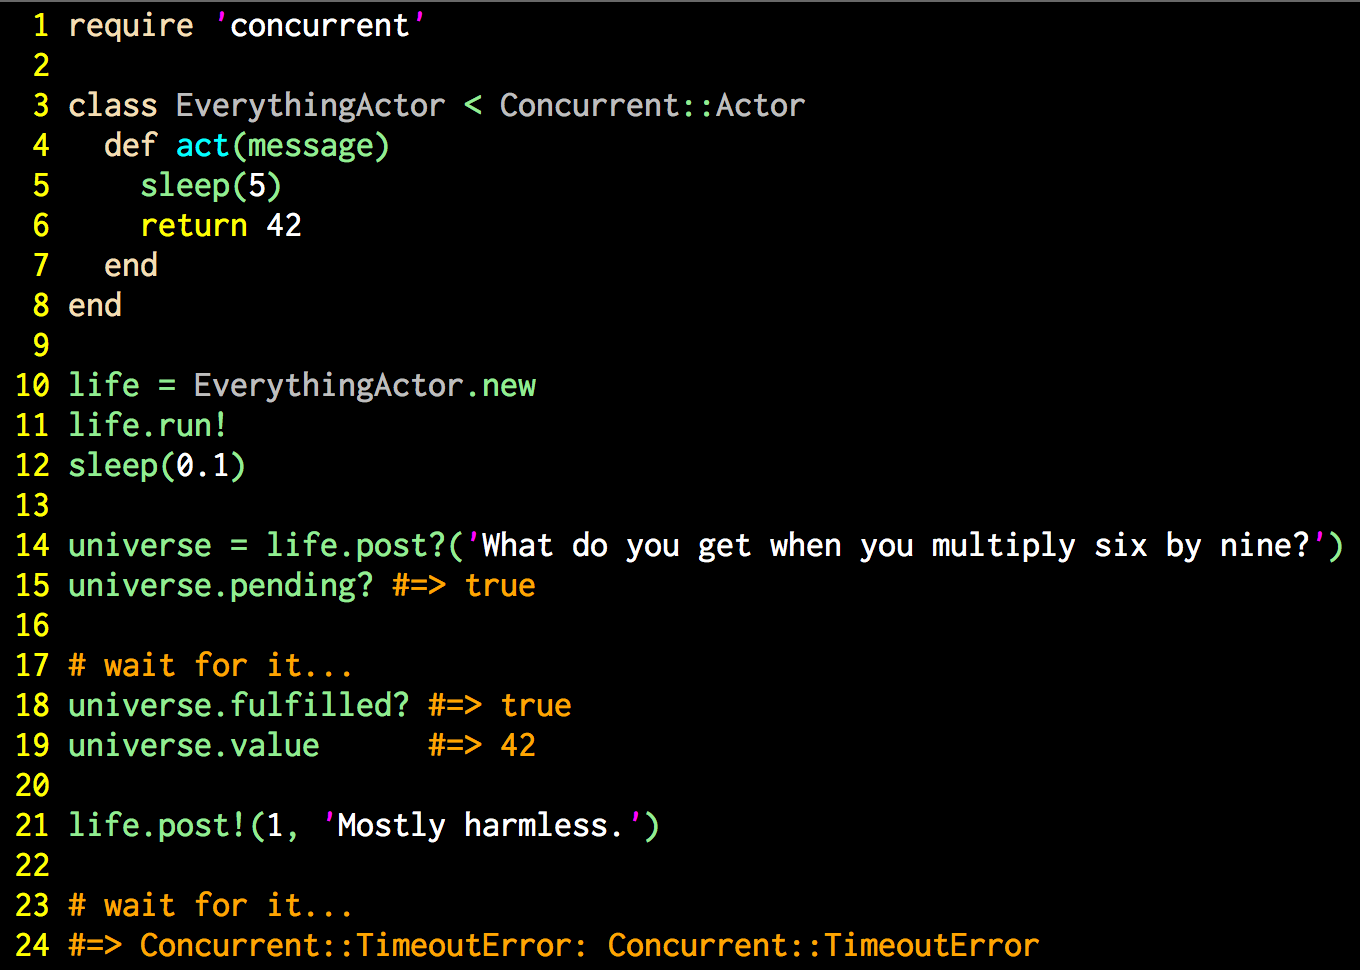 1 require 'concurrent'
2
3 class EverythingActor < Concurrent::Actor
4   def act(message)
5     sleep(5)
6     return 42
7   end
8 end
9
10 life = EverythingActor.new
11 life.run!
12 sleep(0.1)
13
14 universe = life.post?('What do you get when you multiply six by nine?')
15 universe.pending? #=> true
16
17 # wait for it...
18 universe.fulfilled? #=> true
19 universe.value      #=> 42
20
21 life.post!(1, 'Mostly harmless.')
22
23 # wait for it...
24 #=> Concurrent::TimeoutError: Concurrent::TimeoutError